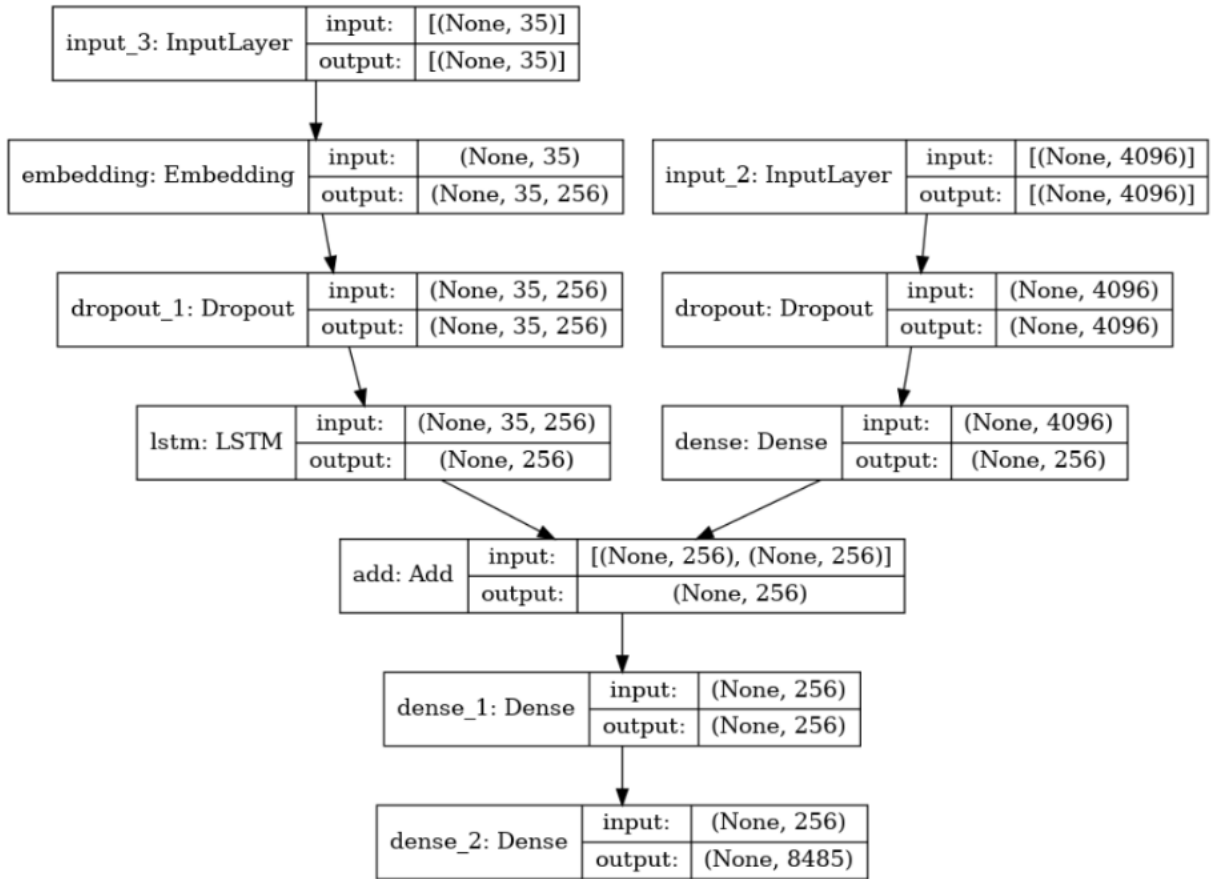 input_3: InputLayer
input: [(None, 35)]
output: [(None, 35)]
embedding: Embedding
input: (None, 35)
output: (None, 35, 256)
input_2: InputLayer
input: [(None, 4096)]
output: [(None, 4096)]
dropout_1: Dropout
input: (None, 35, 256)
output: (None, 35, 256)
dropout: Dropout
input: (None, 4096)
output: (None, 4096)
lstm: LSTM
input: (None, 35, 256)
output: (None, 256)
dense: Dense
input: (None, 4096)
output: (None, 256)
add: Add
input: [(None, 256), (None, 256)]
output: (None, 256)
dense_1: Dense
input: (None, 256)
output: (None, 256)
dense_2: Dense
input: (None, 256)
output: (None, 8485)